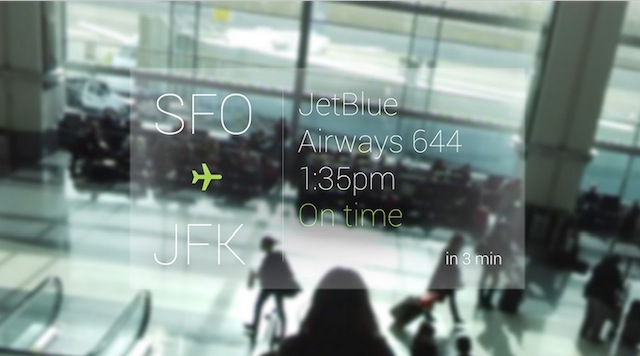 SFO
JFK
JetBlue
Airways 644
1:35pm
On time
in 3 min